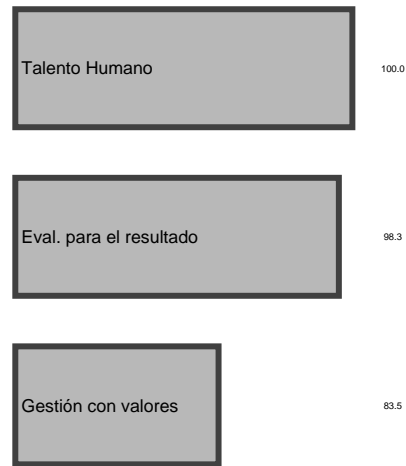 Talento Humano 100.0
Eval. para el resultado 98.3
Gestión con valores 83.5